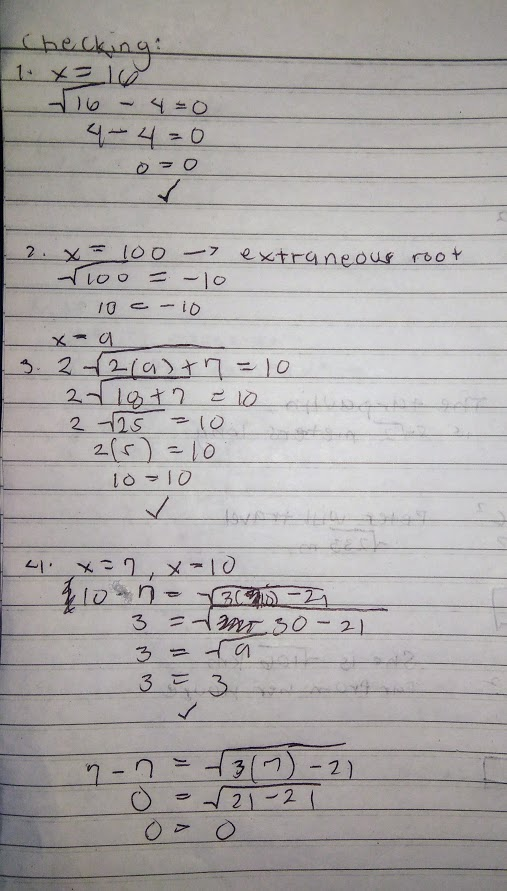 Checking:
1. x = 16
√16 - 4 = 0
4 - 4 = 0
0 = 0
✓
2. x = 100 → extraneous root
√100 = -10
10 = -10
x = 9
3. 2√2(9)+7 = 10
2√18+7 = 10
2√25 = 10
2(5) = 10
10 = 10
✓
4. x = 7, x = 10
10 - 7 = √3(10) - 21
3 = √30 - 21
3 = √9
3 = 3
✓
7 - 7 = √3(7) - 21
0 = √21 - 21
0 = 0